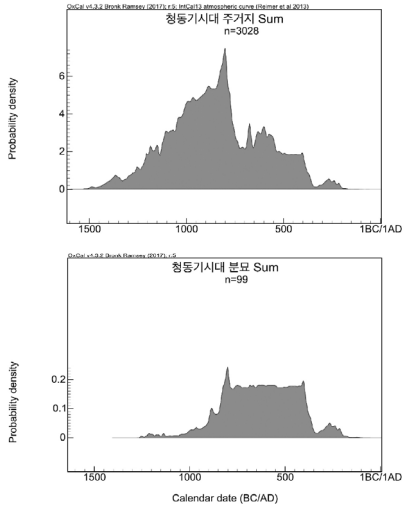 OxCal v4.3.2 Bronk Ramsey (2017); r:5; IntCal13 atmospheric curve (Reimer et al 2013)
청동기시대 주거지 Sum
n=3028
Probability density
6
4
2
0
1500 1000 500 1BC/1AD
OxCal v4.3.2 Bronk Ramsey (2017); r:5
청동기시대 분묘 Sum
n=99
Probability density
0.2
0.1
0
1500 1000 500 1BC/1AD
Calendar date (BC/AD)